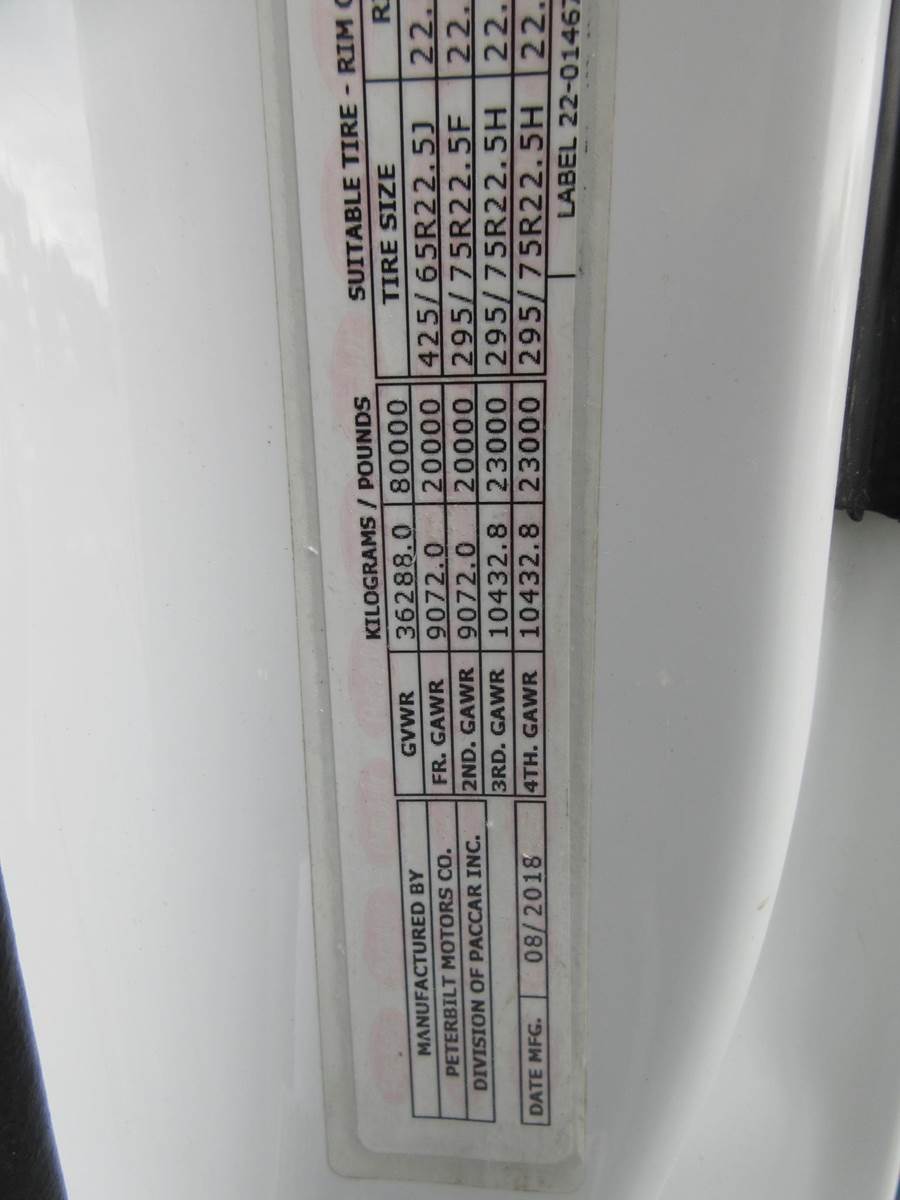 MANUFACTURED BY
PETERBILT MOTORS CO.
DIVISION OF PACCAR INC.
DATE MFG. 08/2018
KILOGRAMS / POUNDS
GVWR 36288.0 80000
FR. GAWR 9072.0 20000
2ND. GAWR 9072.0 20000
3RD. GAWR 10432.8 23000
4TH. GAWR 10432.8 23000
SUITABLE TIRE - RIM
TIRE SIZE
425/65R22.5J 22.
295/75R22.5F 22.
295/75R22.5H 22.
295/75R22.5H 22.
LABEL 22-01467